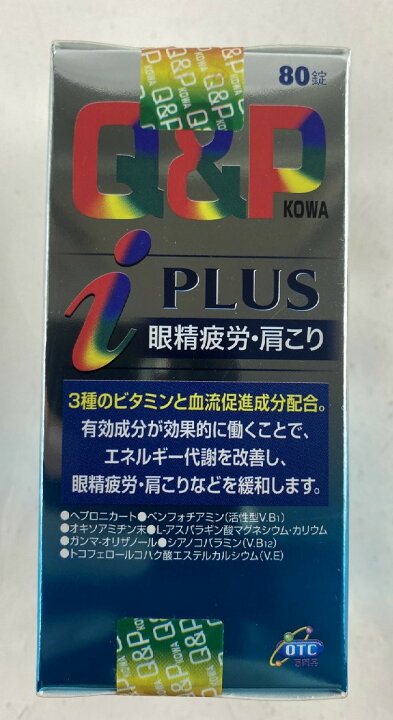 Q&P
KOWA
80錠
Q&P
KOWA
i PLUS
眼精疲労・肩こり
3種のビタミンと血流促進成分配合。
有効成分が効果的に働くことで、
エネルギー代謝を改善し、
眼精疲労・肩こりなどを緩和します。
●ヘプロニカート●ベンフォチアミン(活性型V.B1)
●オキソアミヂン末●L-アスパラギン酸マグネシウム・カリウム
●ガンマ-オリザノール●シアノコバラミン(V.B12)
●トコフェロールコハク酸エステルカルシウム(V.E)
OTC
医薬品
Q&P
KOWA